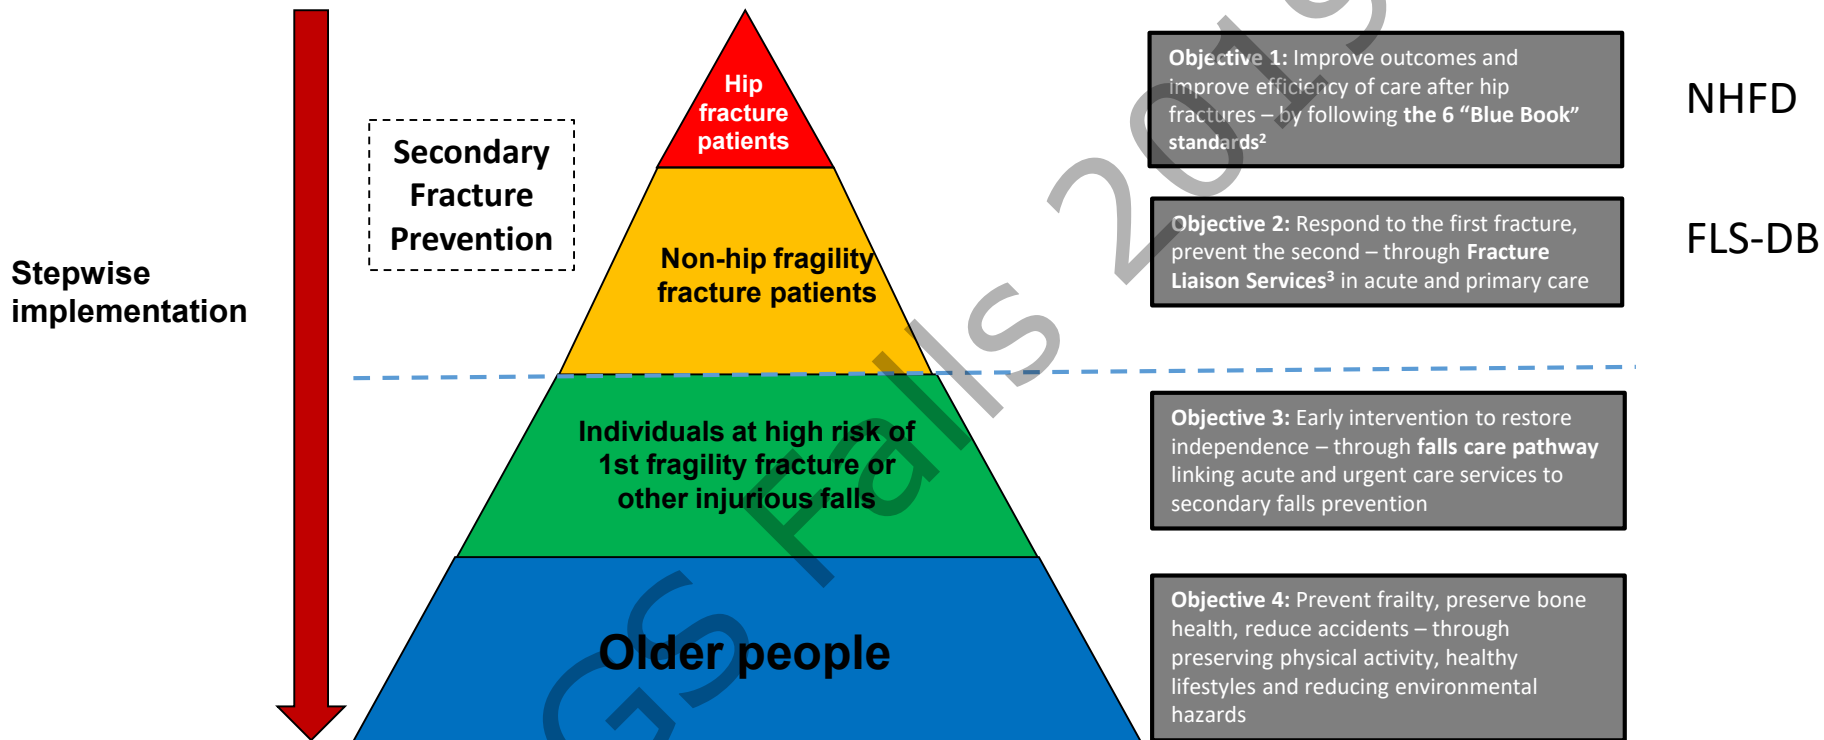 Stepwise
implementation
Secondary
Fracture
Prevention
Hip
fracture
patients
Non-hip fragility
fracture patients
Individuals at high risk of
1st fragility fracture or
other injurious falls
Older people
Objective 1: Improve outcomes and
improve efficiency of care after hip
fractures – by following the 6 “Blue Book”
standards²
NHFD
Objective 2: Respond to the first fracture,
prevent the second – through Fracture
Liaison Services³ in acute and primary care
FLS-DB
Objective 3: Early intervention to restore
independence – through falls care pathway
linking acute and urgent care services to
secondary falls prevention
Objective 4: Prevent frailty, preserve bone
health, reduce accidents – through
preserving physical activity, healthy
lifestyles and reducing environmental
hazards
GS Falls 2019